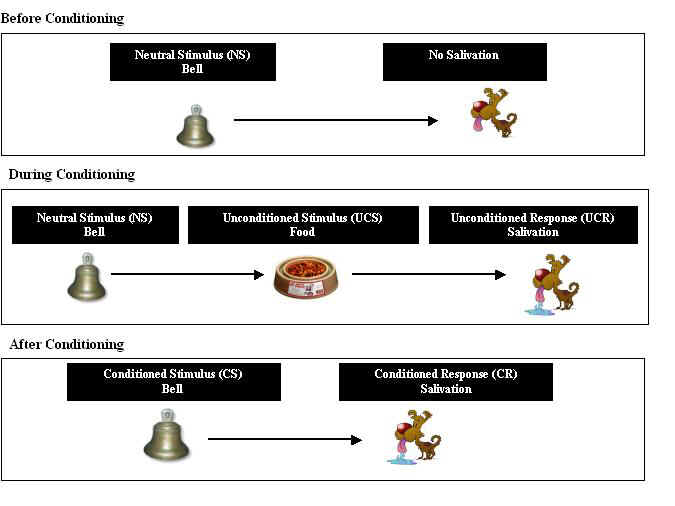 Before Conditioning
Neutral Stimulus (NS)
Bell
No Salivation
During Conditioning
Neutral Stimulus (NS)
Bell
Unconditioned Stimulus (UCS)
Food
Unconditioned Response (UCR)
Salivation
After Conditioning
Conditioned Stimulus (CS)
Bell
Conditioned Response (CR)
Salivation